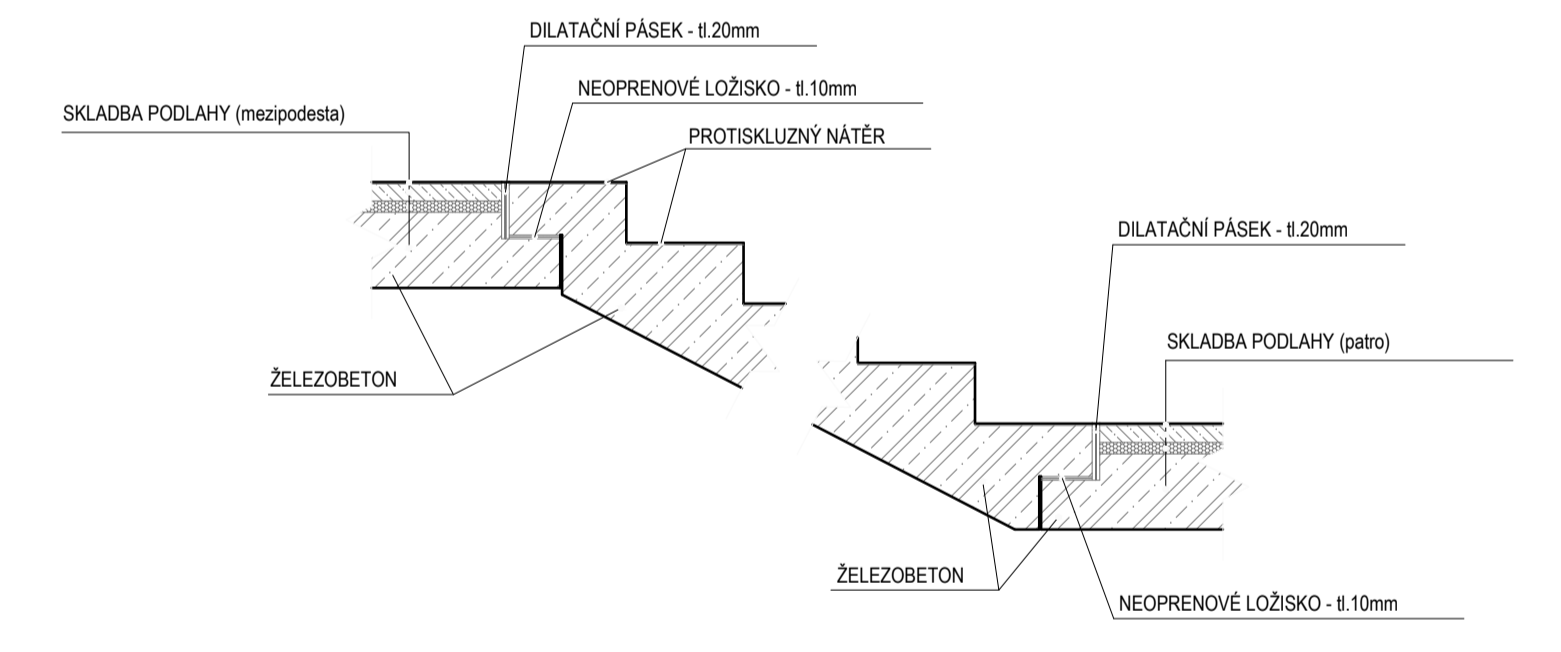 DILATAČNÍ PÁSEK - tl.20mm
NEOPRENOVÉ LOŽISKO - tl.10mm
SKLADBA PODLAHY (mezipodesta)
PROTISKLUZNÝ NÁTĚR
DILATAČNÍ PÁSEK - tl.20mm
SKLADBA PODLAHY (patro)
ŽELEZOBETON
ŽELEZOBETON
NEOPRENOVÉ LOŽISKO - tl.10mm